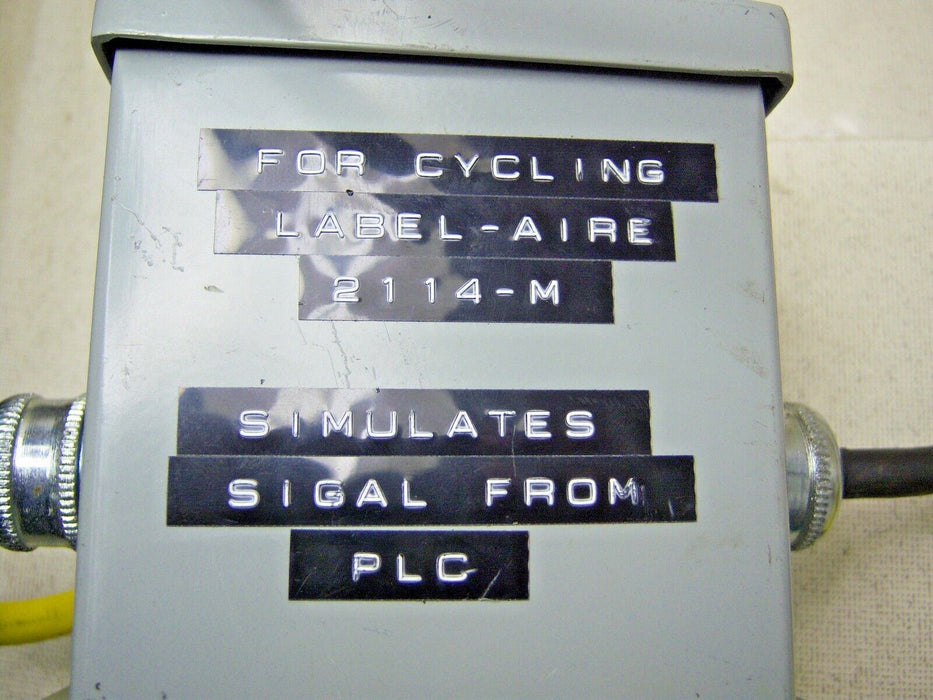 FOR CYCLING
LABEL-AIRE
2114-M
SIMULATES
SIGAL FROM
PLC